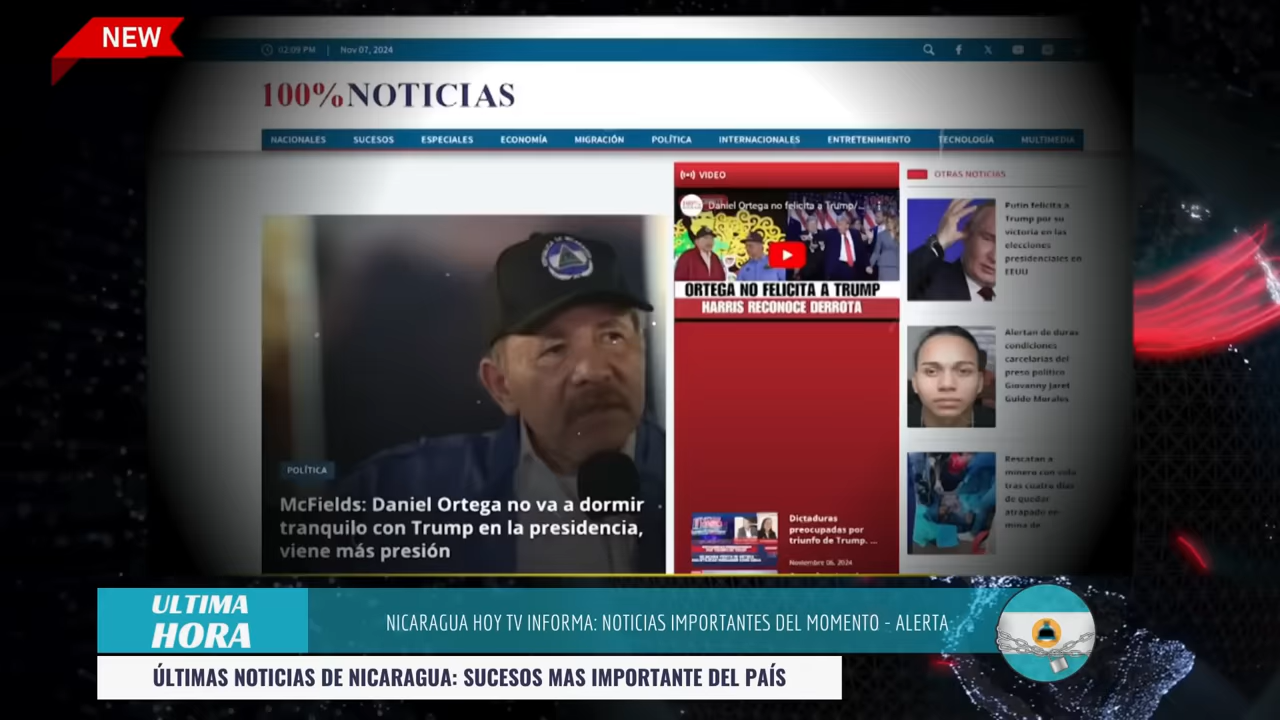 NEW
02:09 PM | Nov 07, 2024
100%NOTICIAS
NACIONALES SUCESOS ESPECIALES ECONOMÍA MIGRACIÓN POLÍTICA INTERNACIONALES ENTRETENIMIENTO TECNOLOGÍA MULTIMEDIA
POLÍTICA
McFields: Daniel Ortega no va a dormir
tranquilo con Trump en la presidencia,
viene más presión
VIDEO
Daniel Ortega no felicita a Trump/...
ORTEGA NO FELICITA A TRUMP
HARRIS RECONOCE DERROTA
Dictaduras
preocupadas por
triunfo de Trump. ...
Noviembre 06, 2024
OTRAS NOTICIAS
Putin felicita a
Trump por su
victoria en las
elecciones
presidenciales en
EEUU
Alertan de duras
condiciones
carcelarias del
preso político
Giovanny Jaret
Guido Morales
Rescatan a
minero con vida
tras cuatro días
de quedar
atrapado en
mina de
ULTIMA
HORA
NICARAGUA HOY TV INFORMA: NOTICIAS IMPORTANTES DEL MOMENTO - ALERTA
ÚLTIMAS NOTICIAS DE NICARAGUA: SUCESOS MAS IMPORTANTE DEL PAÍS